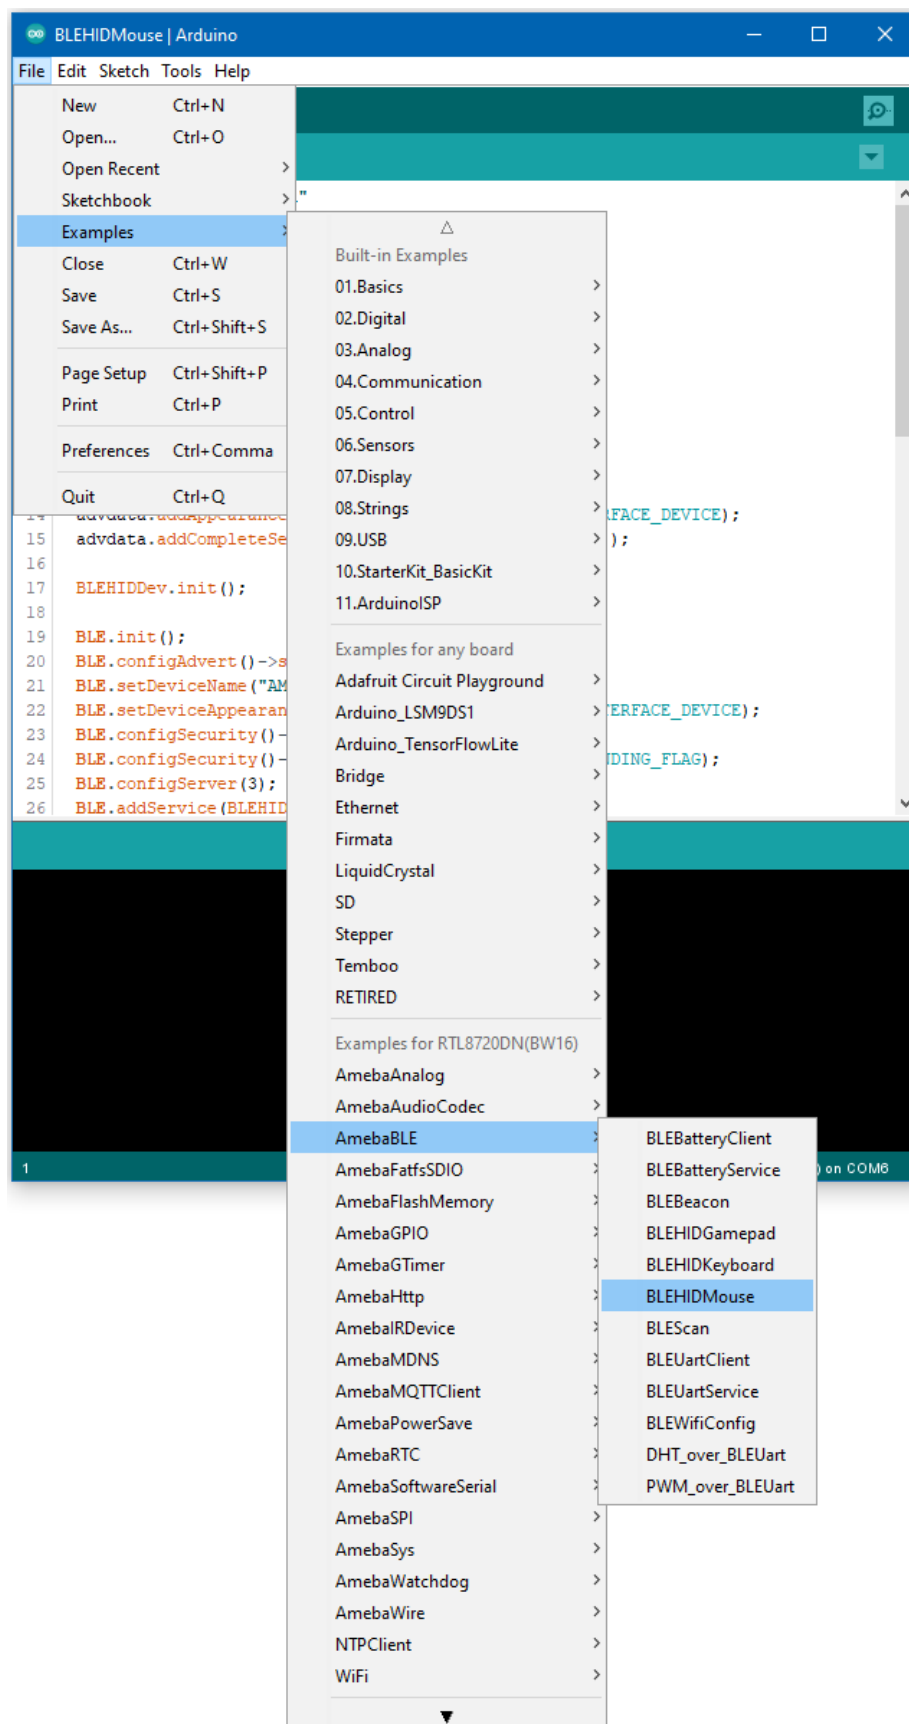 BLEHIDMouse | Arduino
File Edit Sketch Tools Help
New Ctrl+N
Open... Ctrl+O
Open Recent
Sketchbook
Examples
Close Ctrl+W
Save Ctrl+S
Save As... Ctrl+Shift+S
Page Setup Ctrl+Shift+P
Print Ctrl+P
Preferences Ctrl+Comma
Quit Ctrl+Q
"
Built-in Examples
01.Basics
02.Digital
03.Analog
04.Communication
05.Control
06.Sensors
07.Display
08.Strings
09.USB
10.StarterKit_BasicKit
11.ArduinoISP
Examples for any board
Adafruit Circuit Playground
Arduino_LSM9DS1
Arduino_TensorFlowLite
Bridge
Ethernet
Firmata
LiquidCrystal
SD
Stepper
Temboo
RETIRED
Examples for RTL8720DN(BW16)
AmebaAnalog
AmebaAudioCodec
AmebaBLE
AmebaFatfsSDIO
AmebaFlashMemory
AmebaGPIO
AmebaGTimer
AmebaHttp
AmebaIRDevice
AmebaMDNS
AmebaMQTTClient
AmebaPowerSave
AmebaRTC
AmebaSoftwareSerial
AmebaSPI
AmebaSys
AmebaWatchdog
AmebaWire
NTPClient
WiFi
BLEBatteryClient
BLEBatteryService
BLEBeacon
BLEHIDGamepad
BLEHIDKeyboard
BLEHIDMouse
BLEScan
BLEUartClient
BLEUartService
BLEWifiConfig
DHT_over_BLEUart
PWM_over_BLEUart
14 advdata.addAppearance RFACE_DEVICE);
15 advdata.addCompleteSe );
16
17 BLEHIDDev.init();
18
19 BLE.init();
20 BLE.configAdvert()->s
21 BLE.setDeviceName("AM
22 BLE.setDeviceAppearan ERFACE_DEVICE);
23 BLE.configSecurity()-
24 BLE.configSecurity()- DING_FLAG);
25 BLE.configServer(3);
26 BLE.addService(BLEHID
1 ) on COM6